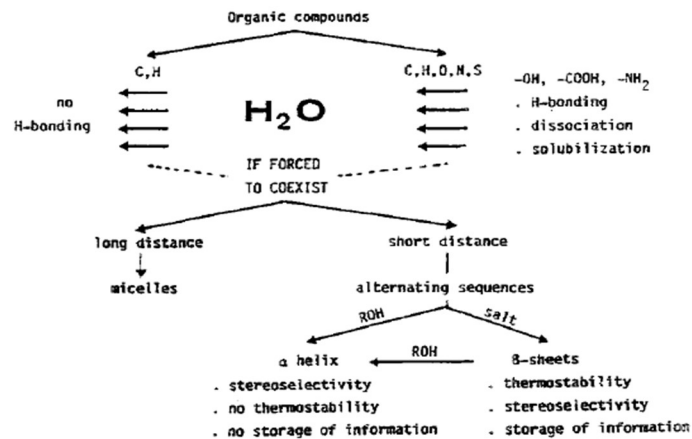 Organic compounds
C,H
C,H,O,N,S
-OH, -COOH, -NH2
no
H-bonding
H2O
. H-bonding
. dissociation
. solubilization
IF FORCED
TO COEXIST
long distance
short distance
micelles
alternating sequences
ROH
salt
α helix
ROH
β-sheets
. stereoselectivity
. no thermostability
. no storage of information
. thermostability
. stereoselectivity
. storage of information